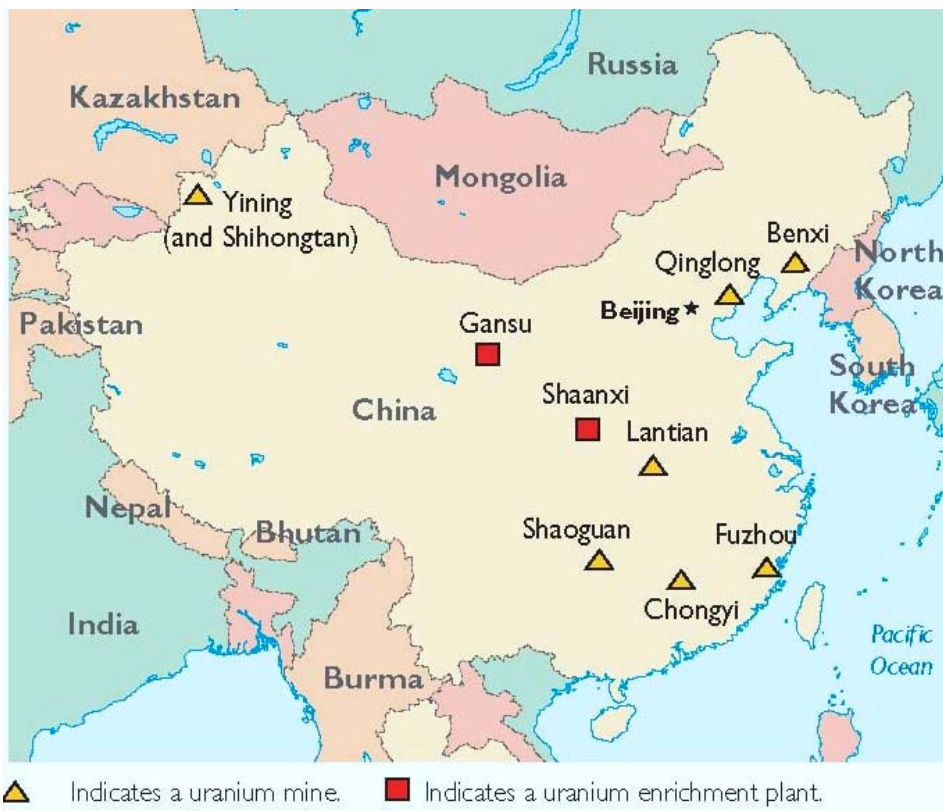 Russia
Kazakhstan
Mongolia
Yining
(and Shihongtan)
Benxi
Qinglong
North
Korea
Beijing
Pakistan
Gansu
South
Korea
Shaanxi
China
Lantian
Nepal
Bhutan
Shaoguan
Fuzhou
Chongyi
India
Pacific
Ocean
Burma
Indicates a uranium mine.
Indicates a uranium enrichment plant.